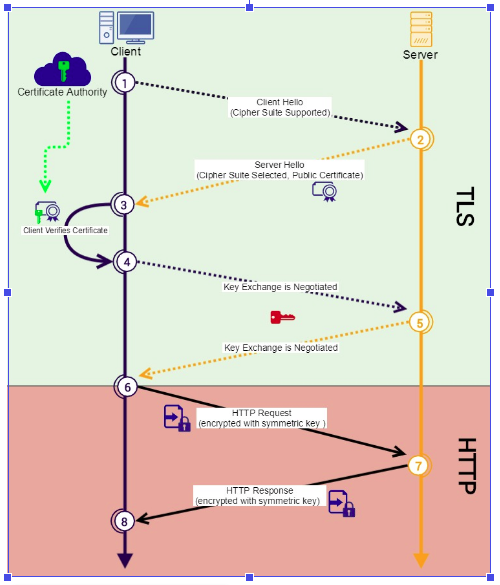 Client
Server
Certificate Authority
1
Client Hello
(Cipher Suite Supported),
2
Server Hello
(Cipher Suite Selected, Public Certificate)
TLS
3
Client Verifies Certificate
4
Key Exchange is Negotiated
5
Key Exchange is Negotiated
6
HTTP Request
(encrypted with symmetric key )
HTTP
7
HTTP Response
(encrypted with symmetric key)
8